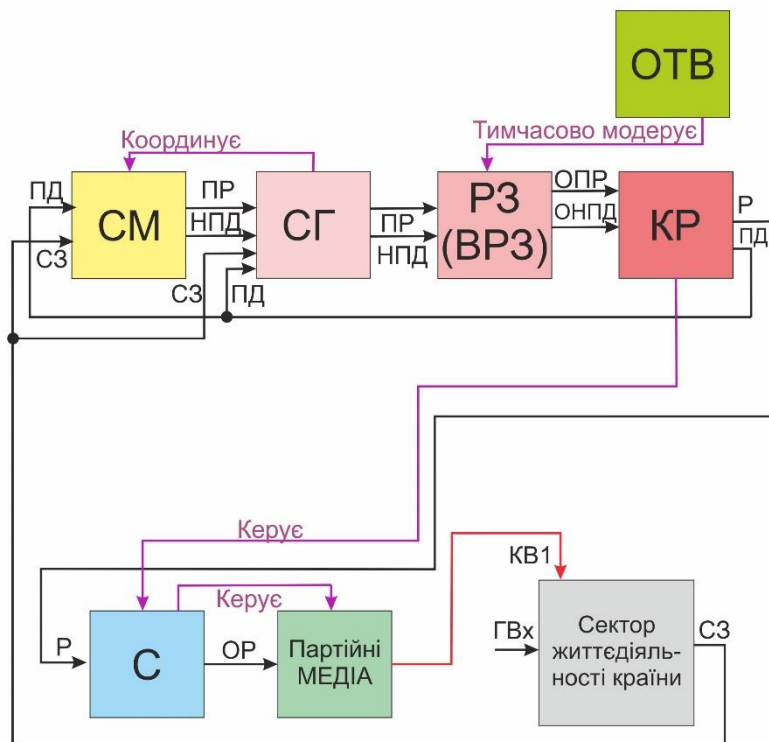 ОТВ
Координує
Тимчасово модерує
ПД
СМ
ПР
НПД
СЗ
СГ
СЗ
ПД
ПР
НПД
РЗ
(ВРЗ)
ОПР
ОНПД
КР
Р
ПД
Керує
Керує
КВ1
Р
С
ОР
Партійні
МЕДІА
ГВх
Сектор
життєдіяль-
ності країни
СЗ